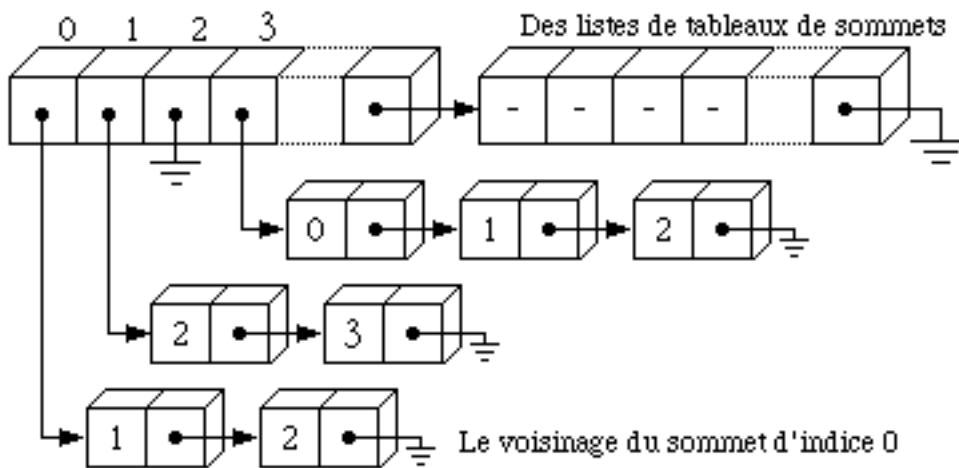 0 1 2 3
Des listes de tableaux de sommets
- - - -
0 1 2
2 3
1 2
Le voisinage du sommet d'indice 0